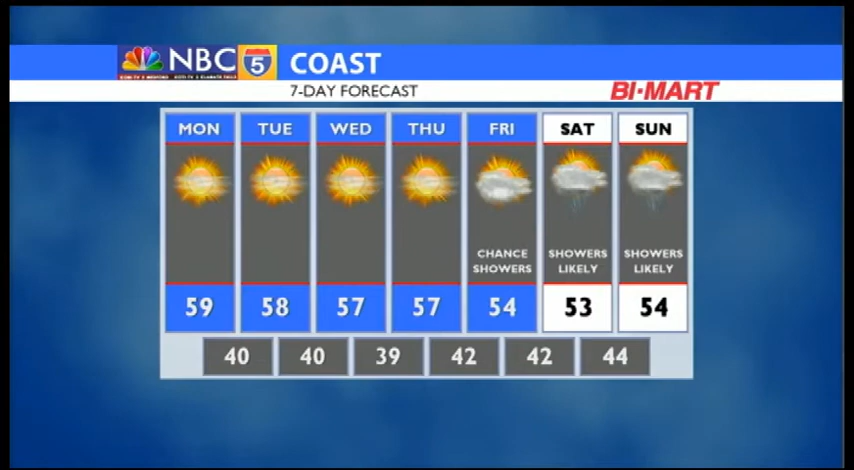 NBC 5 COAST
7-DAY FORECAST
BI-MART
MON TUE WED THU FRI SAT SUN
CHANCE SHOWERS SHOWERS
SHOWERS LIKELY LIKELY
59 58 57 57 54 53 54
40 40 39 42 42 44